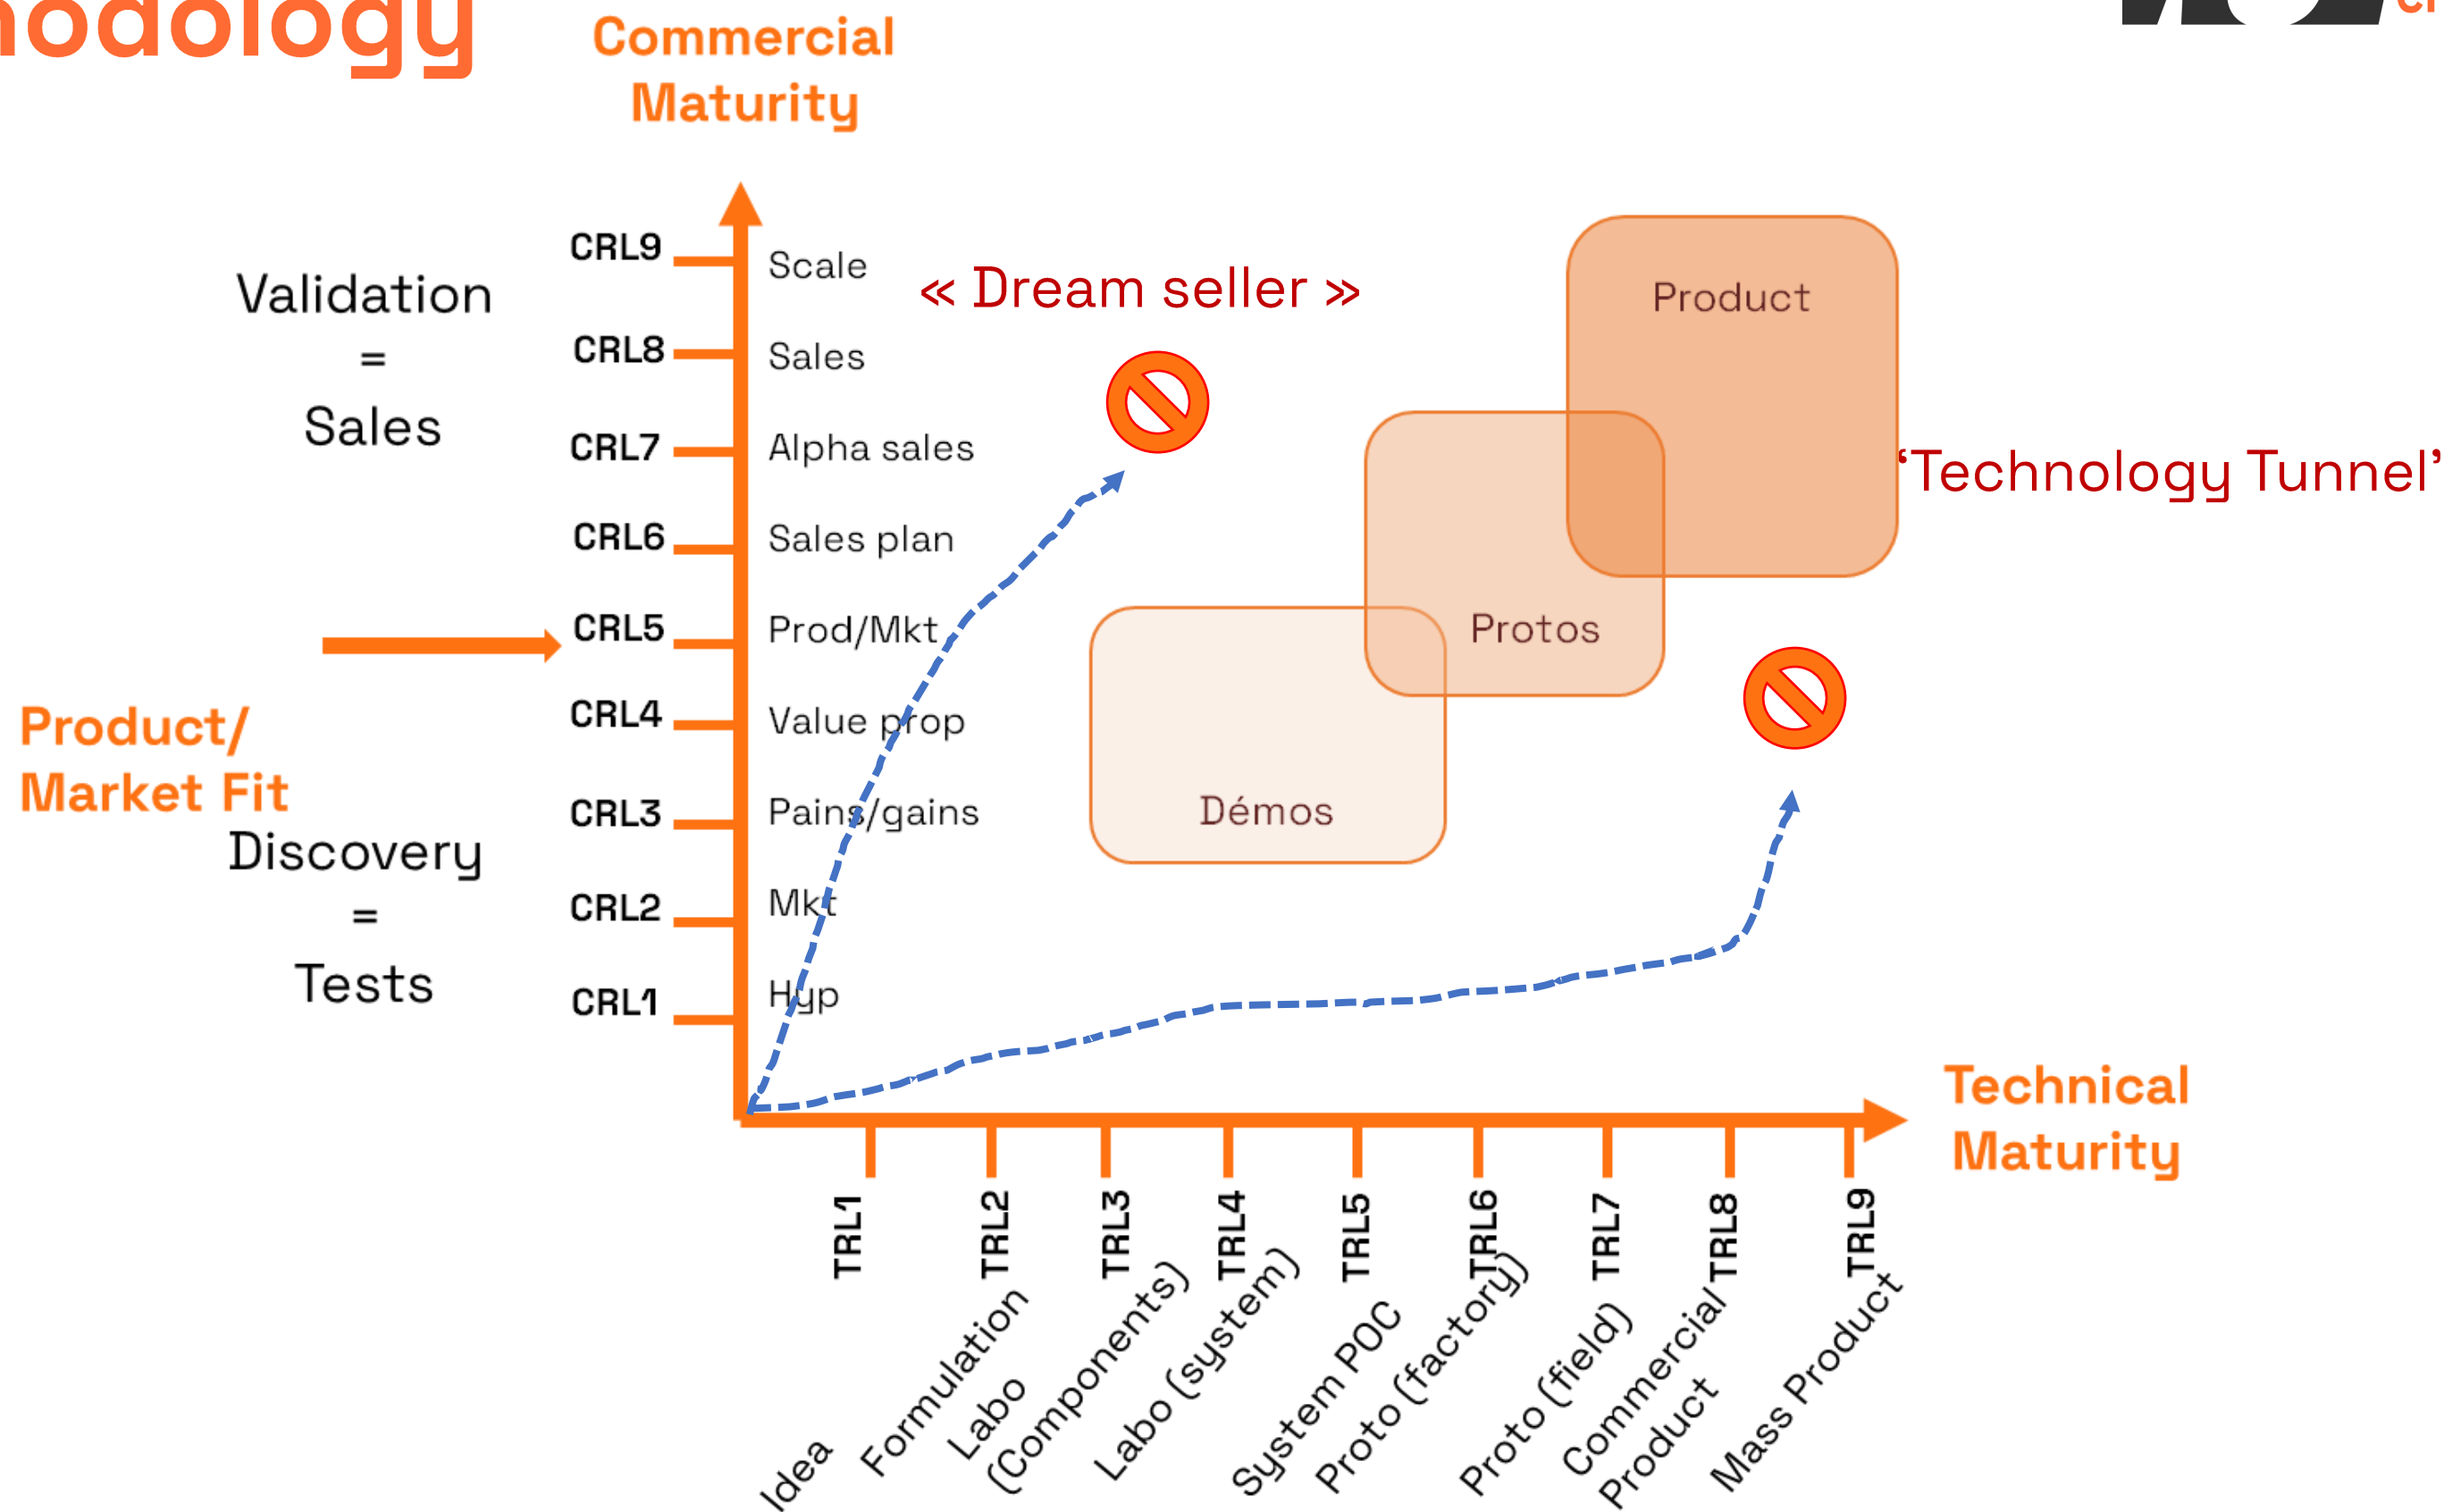 nodology
Commercial
Maturity
CRL9
Scale
CRL8
Sales
CRL7
Alpha sales
CRL6
Sales plan
CRL5
Prod/Mkt
CRL4
Value prop
CRL3
Pains/gains
CRL2
Mkt
CRL1
Hyp
Validation
=
Sales
Product/
Market Fit
Discovery
=
Tests
« Dream seller »
Product
Protos
Démos
‘Technology Tunnel’
Technical
Maturity
TRL1
TRL2
TRL3
TRL4
TRL5
TRL6
TRL7
TRL8
TRL9
Idea
Formulation
Labo
(Components)
Labo (system)
System POC
Proto (factory)
Proto (field)
Commercial
Product
Mass Product